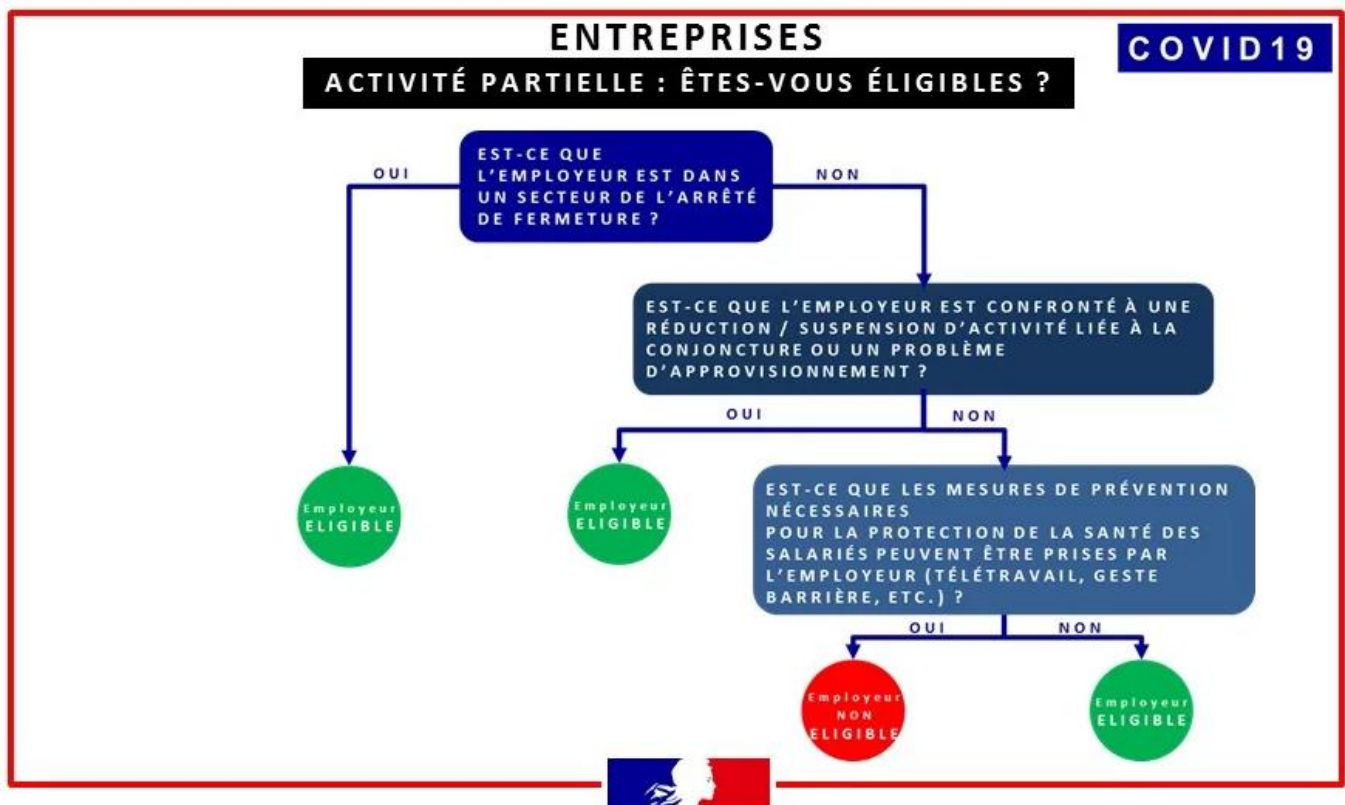 ENTREPRISES
COVID19
ACTIVITÉ PARTIELLE : ÊTES-VOUS ÉLIGIBLES ?
EST-CE QUE
L'EMPLOYEUR EST DANS
UN SECTEUR DE L'ARRÊTÉ
DE FERMETURE ?
OUI
NON
EST-CE QUE L'EMPLOYEUR EST CONFRONTÉ À UNE
RÉDUCTION / SUSPENSION D'ACTIVITÉ LIÉE À LA
CONJONCTURE OU UN PROBLÈME
D'APPROVISIONNEMENT ?
OUI
NON
Employeur
ELIGIBLE
Employeur
ELIGIBLE
EST-CE QUE LES MESURES DE PRÉVENTION
NÉCESSAIRES
POUR LA PROTECTION DE LA SANTÉ DES
SALARIÉS PEUVENT ÊTRE PRISES PAR
L'EMPLOYEUR (TÉLÉTRAVAIL, GESTE
BARRIÈRE, ETC.) ?
OUI
NON
Employeur
NON
ELIGIBLE
Employeur
ELIGIBLE